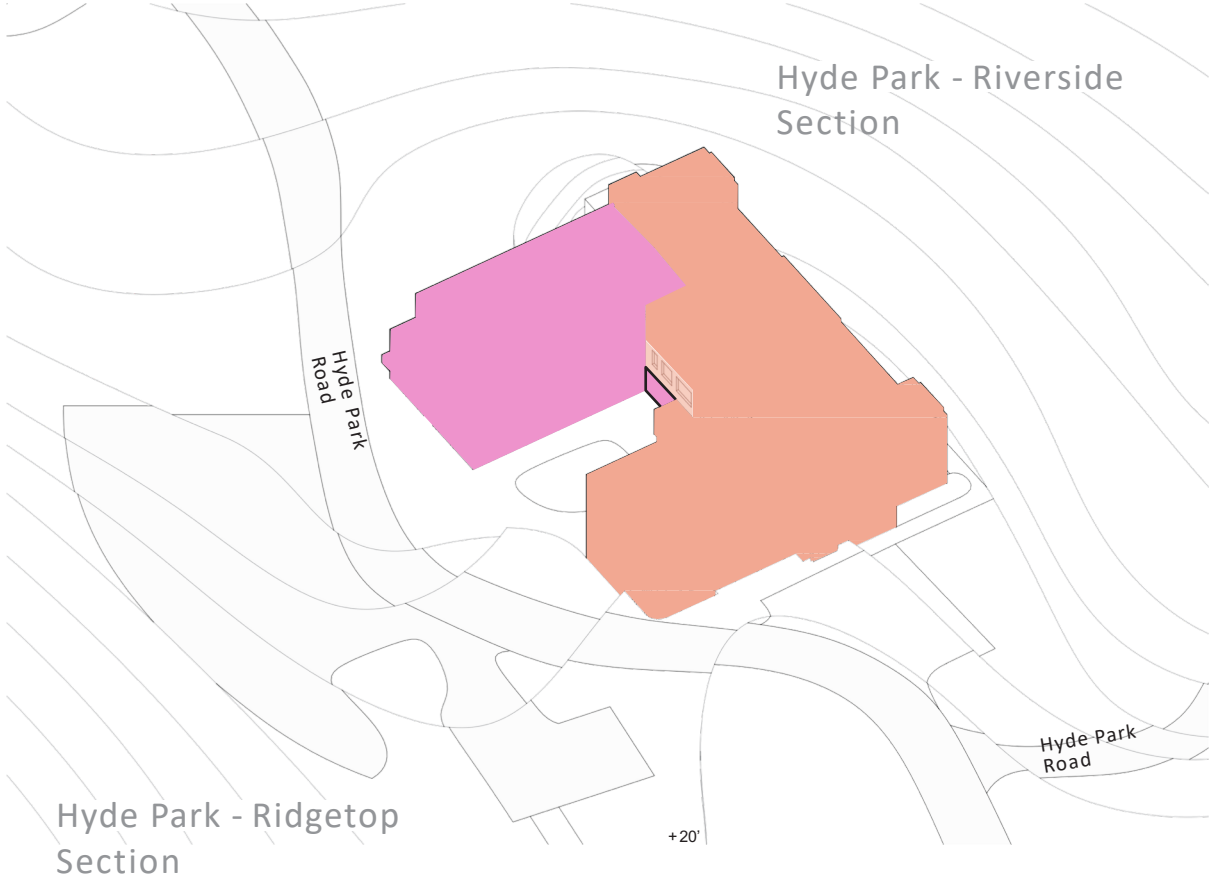 Hyde Park - Riverside
Section
Hyde Park
Road
Hyde Park
Road
Hyde Park - Ridgetop
Section
+20'